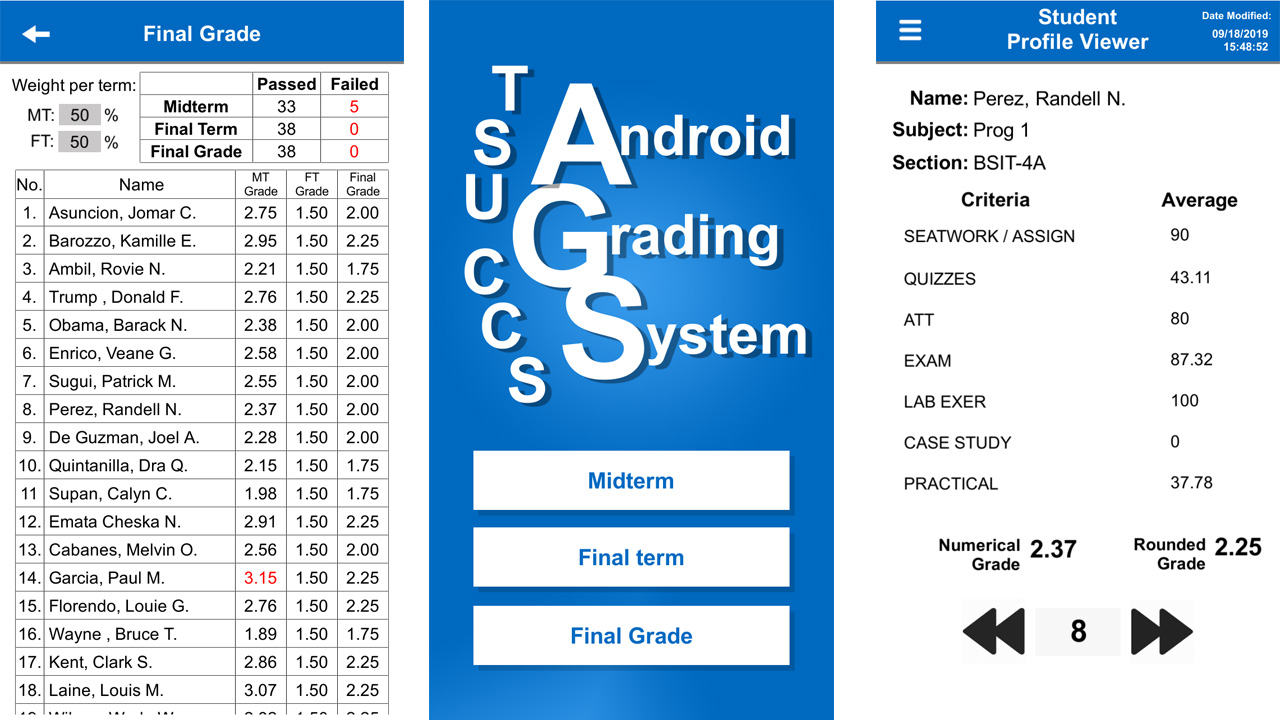 Final Grade
Weight per term:
MT: 50 %
FT: 50 %
Passed Failed
Midterm 33 5
Final Term 38 0
Final Grade 38 0
No. Name MT Grade FT Grade Final Grade
1. Asuncion, Jomar C. 2.75 1.50 2.00
2. Barozzo, Kamille E. 2.95 1.50 2.25
3. Ambil, Rovie N. 2.21 1.50 1.75
4. Trump , Donald F. 2.76 1.50 2.25
5. Obama, Barack N. 2.38 1.50 2.00
6. Enrico, Veane G. 2.58 1.50 2.00
7. Sugui, Patrick M. 2.55 1.50 2.00
8. Perez, Randell N. 2.37 1.50 2.00
9. De Guzman, Joel A. 2.28 1.50 2.00
10. Quintanilla, Dra Q. 2.15 1.50 1.75
11 Supan, Calyn C. 1.98 1.50 1.75
12. Emata Cheska N. 2.91 1.50 2.25
13. Cabanes, Melvin O. 2.56 1.50 2.00
14. Garcia, Paul M. 3.15 1.50 2.25
15. Florendo, Louie G. 2.76 1.50 2.25
16. Wayne , Bruce T. 1.89 1.50 1.75
17. Kent, Clark S. 2.86 1.50 2.25
18. Laine, Louis M. 3.07 1.50 2.25
TSU CCS
Android
Grading
System
Midterm
Final term
Final Grade
Student
Profile Viewer
Date Modified:
09/18/2019
15:48:52
Name: Perez, Randell N.
Subject: Prog 1
Section: BSIT-4A
Criteria Average
SEATWORK / ASSIGN 90
QUIZZES 43.11
ATT 80
EXAM 87.32
LAB EXER 100
CASE STUDY 0
PRACTICAL 37.78
Numerical Grade 2.37
Rounded Grade 2.25
8